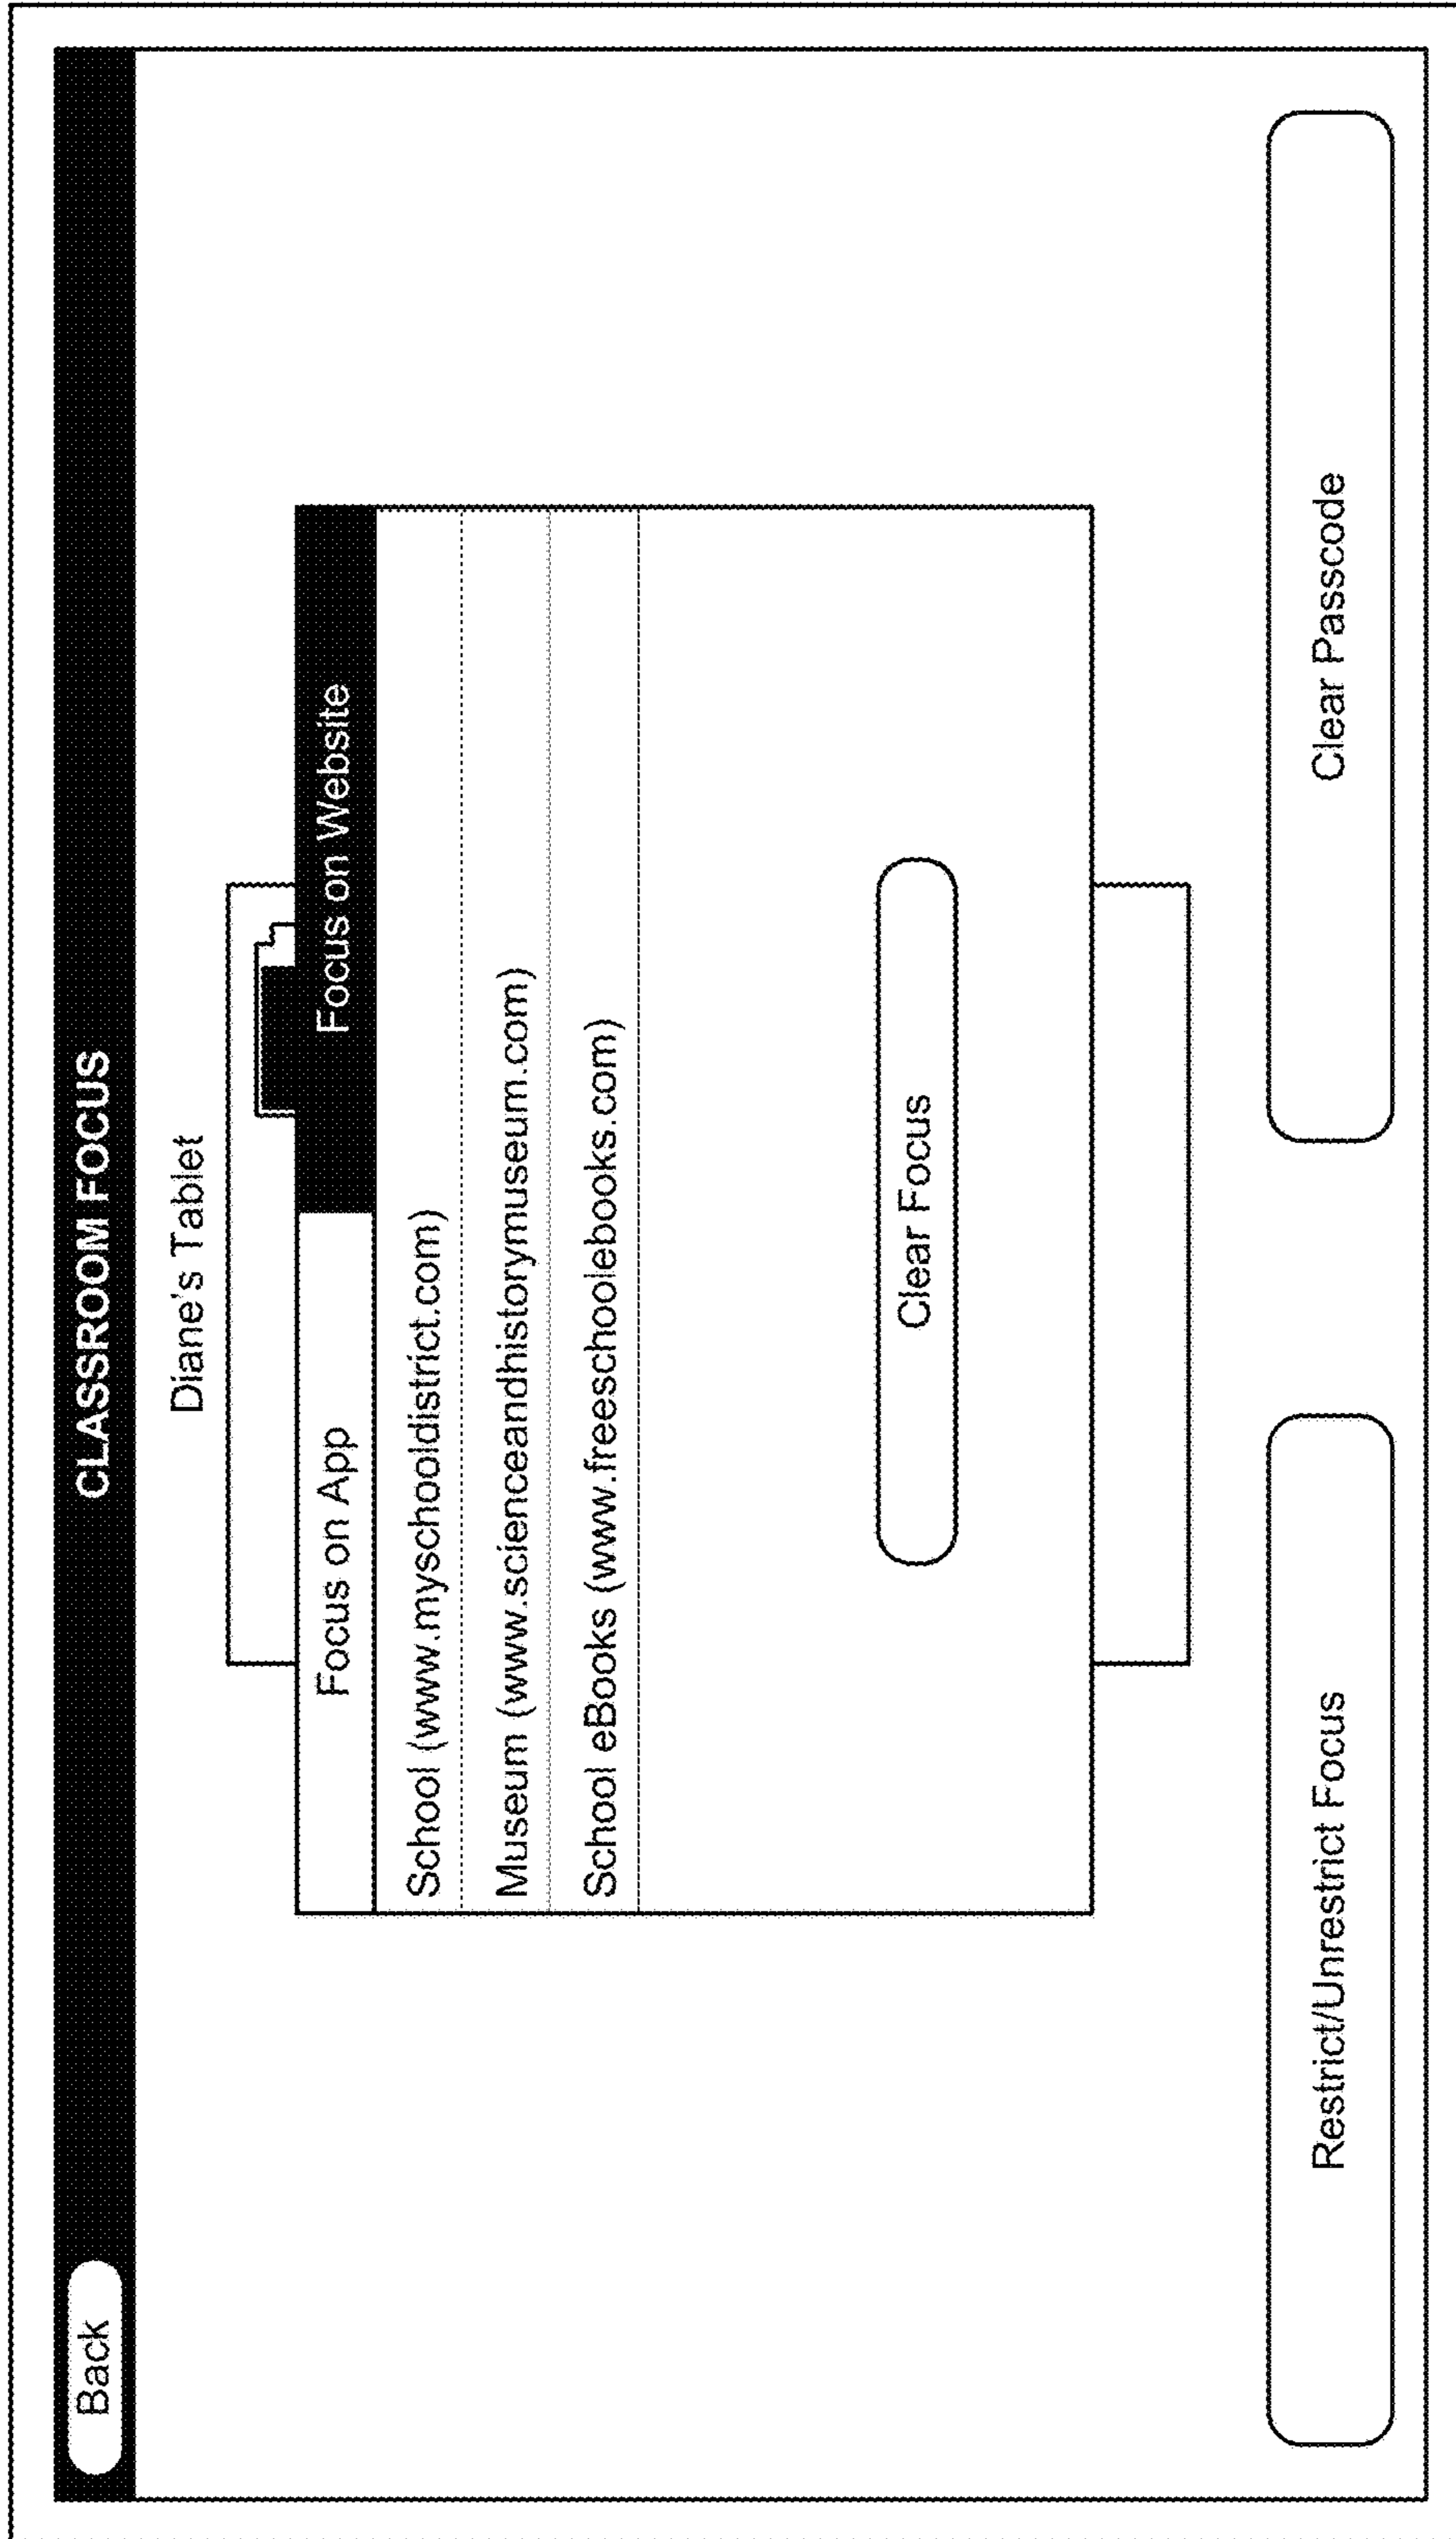 Back
CLASSROOM FOCUS
Diane's Tablet
Focus on App
Focus on Website
School (www.myschooldistrict.com)
Museum (www.scienceandhistorymuseum.com)
School eBooks (www.freeschoolebooks.com)
Clear Focus
Restrict/Unrestrict Focus
Clear Passcode